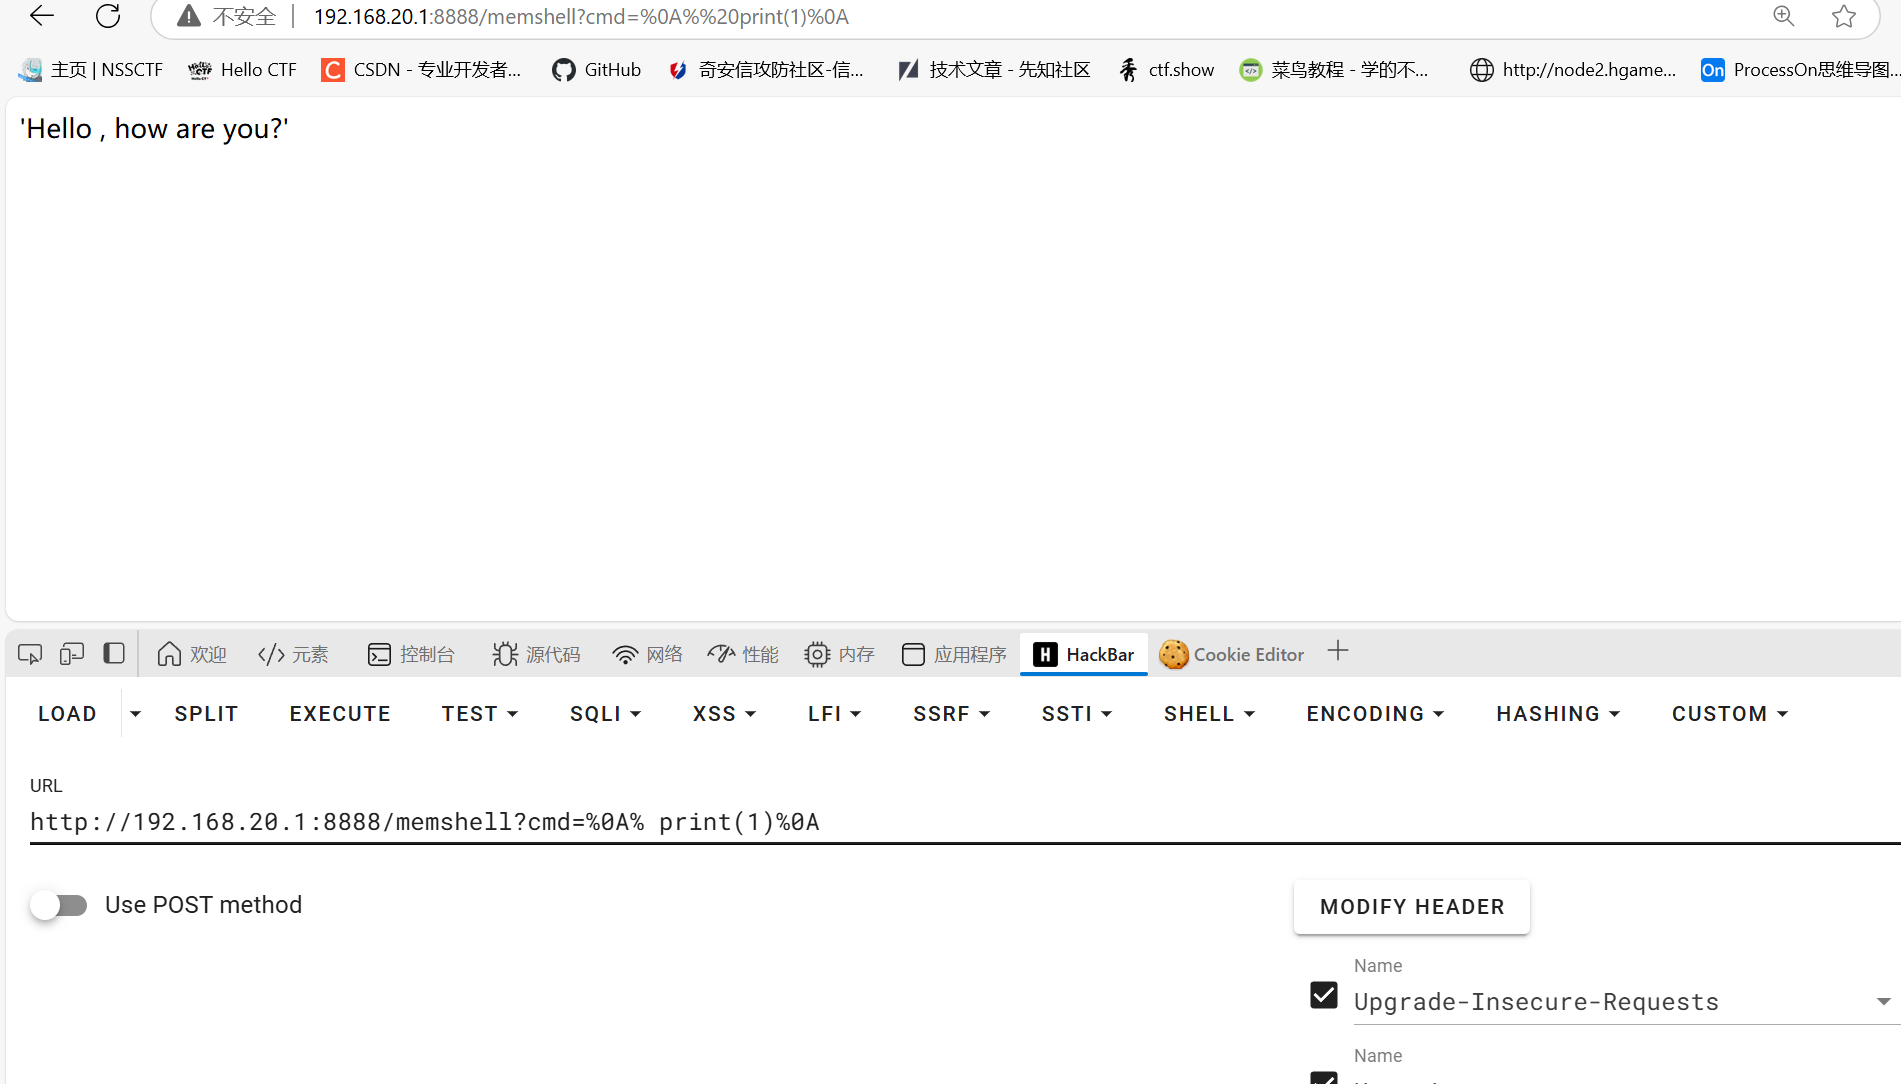 不安全 192.168.20.1:8888/memshell?cmd=%0A%%20print(1)%0A
主页 | NSSCTF Hello CTF CSDN - 专业开发者... GitHub 奇安信攻防社区-信... 技术文章 - 先知社区 ctf.show 菜鸟教程 - 学的不... http://node2.hgame... On ProcessOn思维导图...
'Hello , how are you?'
欢迎 元素 控制台 源代码 网络 性能 内存 应用程序 H HackBar Cookie Editor
LOAD SPLIT EXECUTE TEST SQLI XSS LFI SSRF SSTI SHELL ENCODING HASHING CUSTOM
URL
http://192.168.20.1:8888/memshell?cmd=%0A% print(1)%0A
Use POST method
MODIFY HEADER
Name
Upgrade-Insecure-Requests
Name